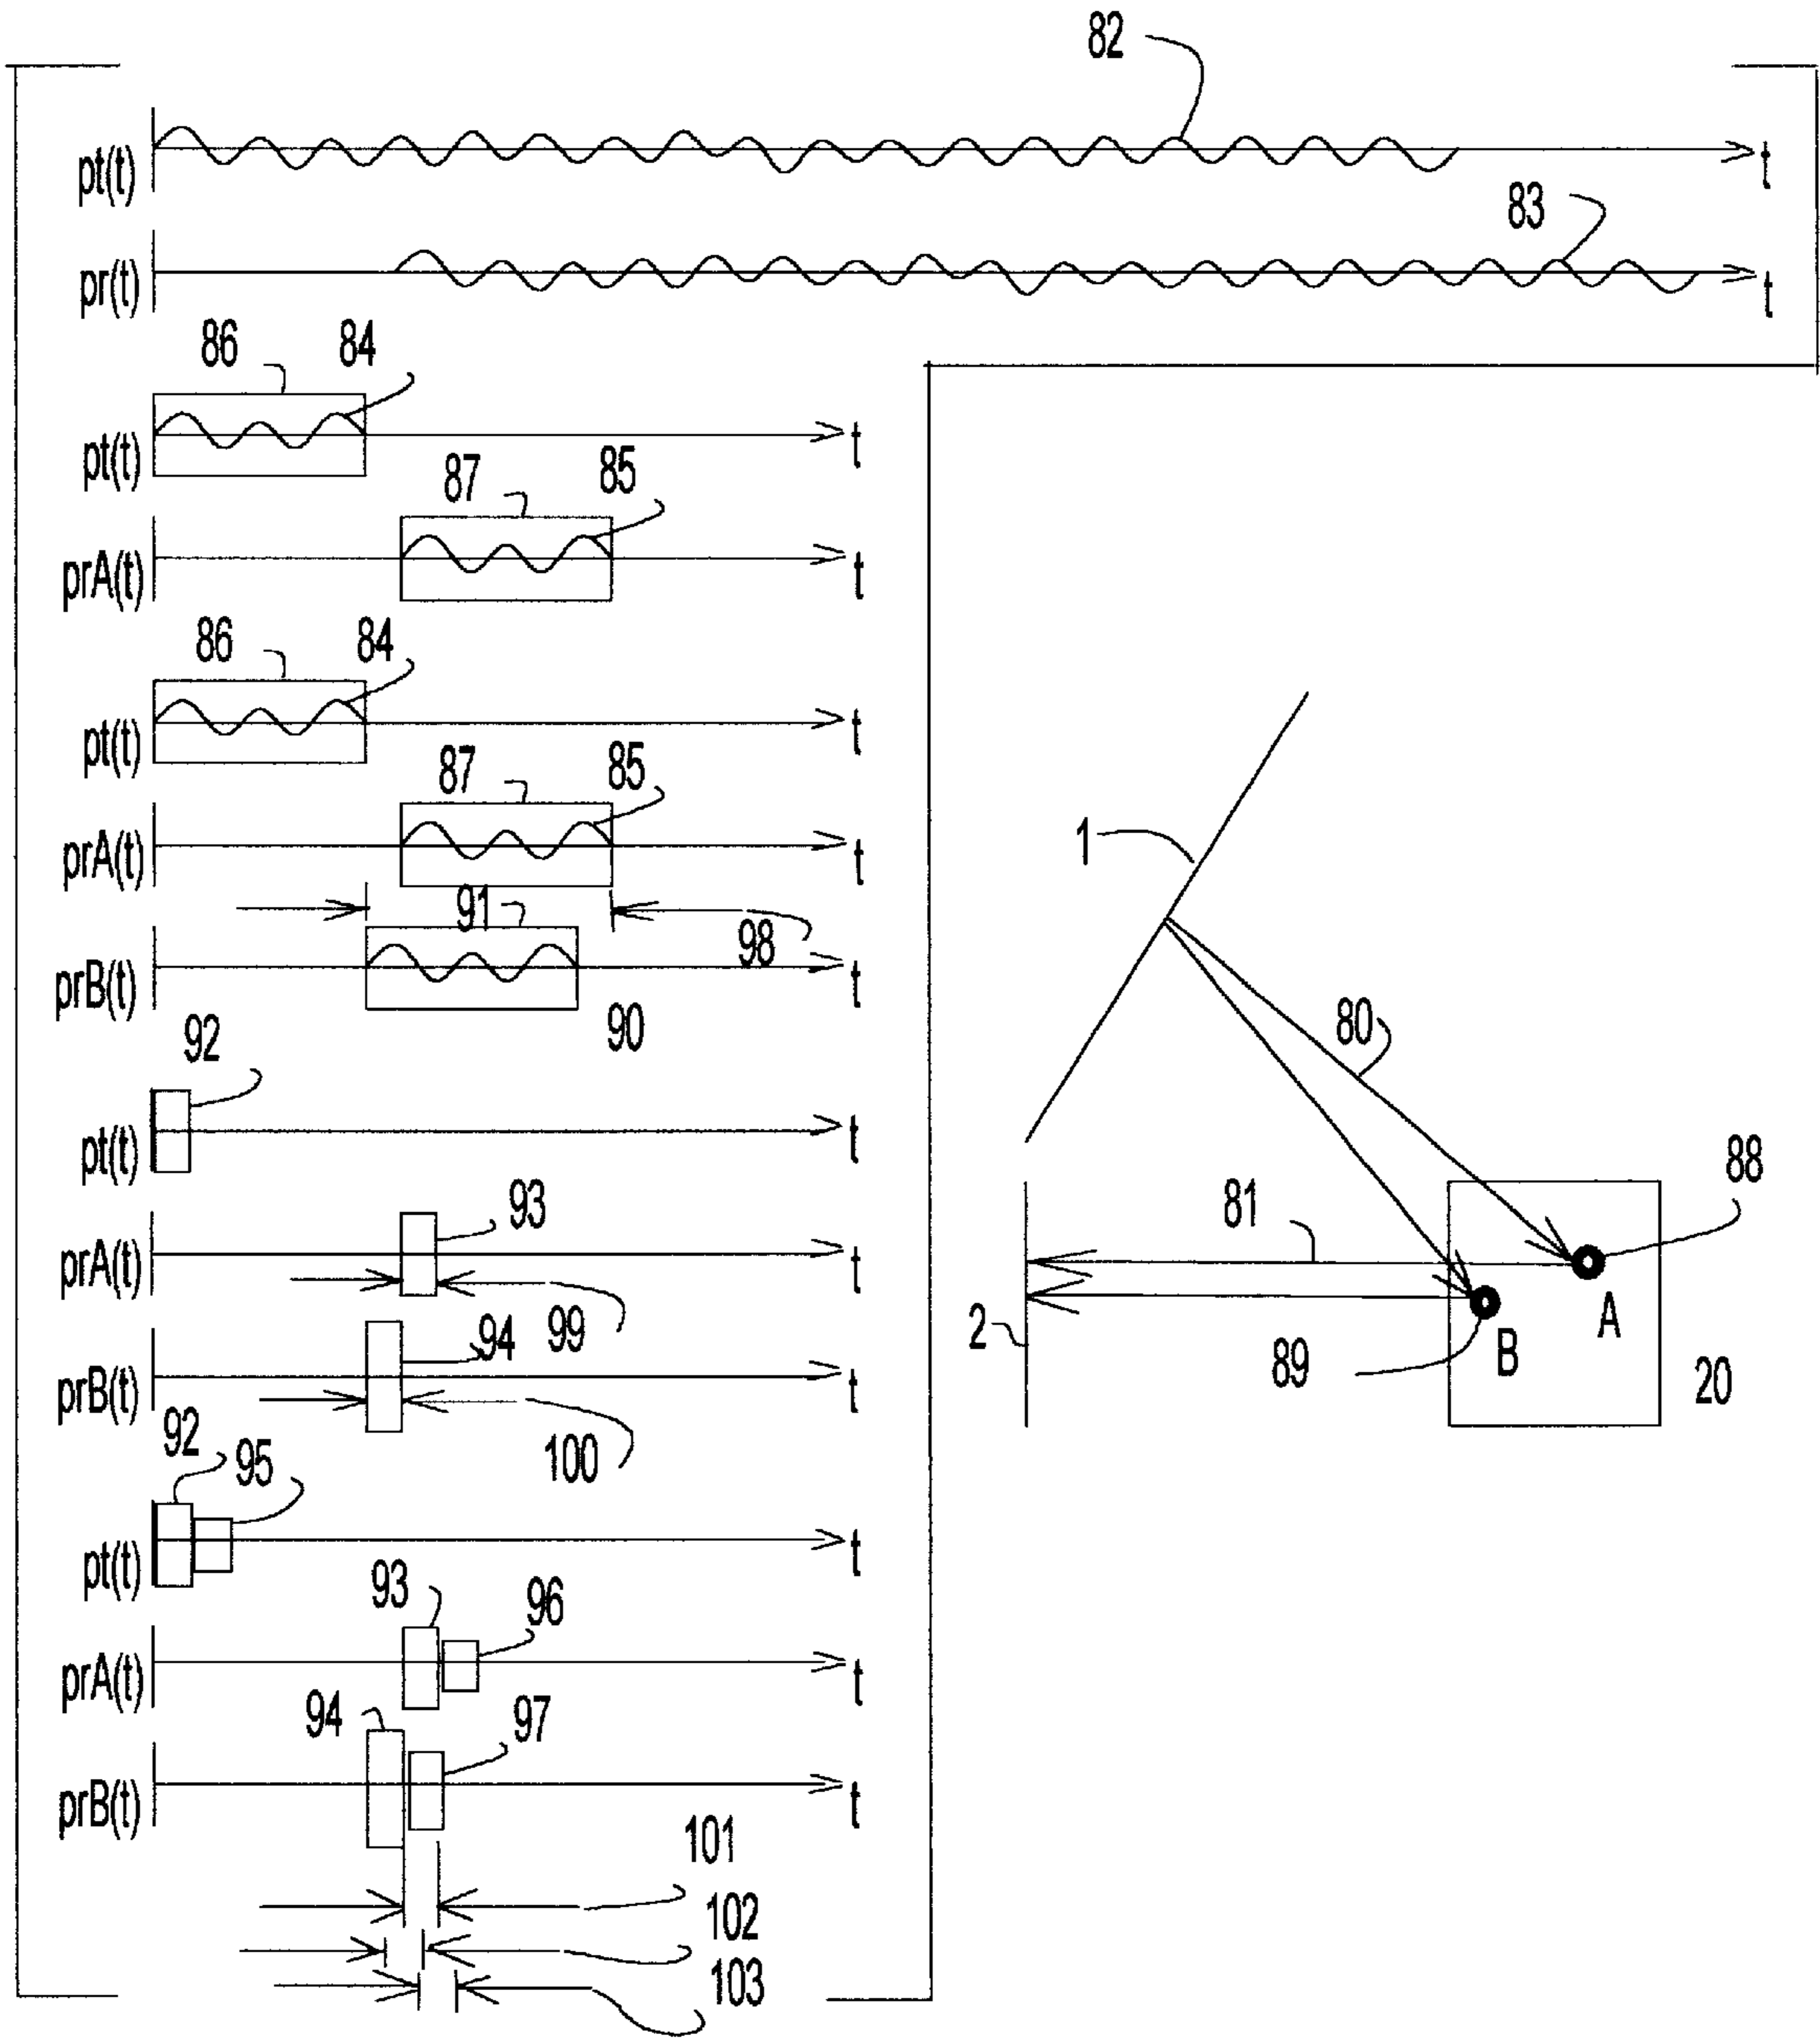 82
pt(t) t
83
pr(t) t
86 84
pt(t) t
87 85
prA(t) t
86 84
pt(t) t
87 85
prA(t) t
91 98
prB(t) t
90
92
pt(t) t
93
prA(t) t
99
94
prB(t) t
100
92 95
pt(t) t
93 96
prA(t) t
94 97
prB(t) t
101
102
103
1
80
88
81
A
2
B
89
20